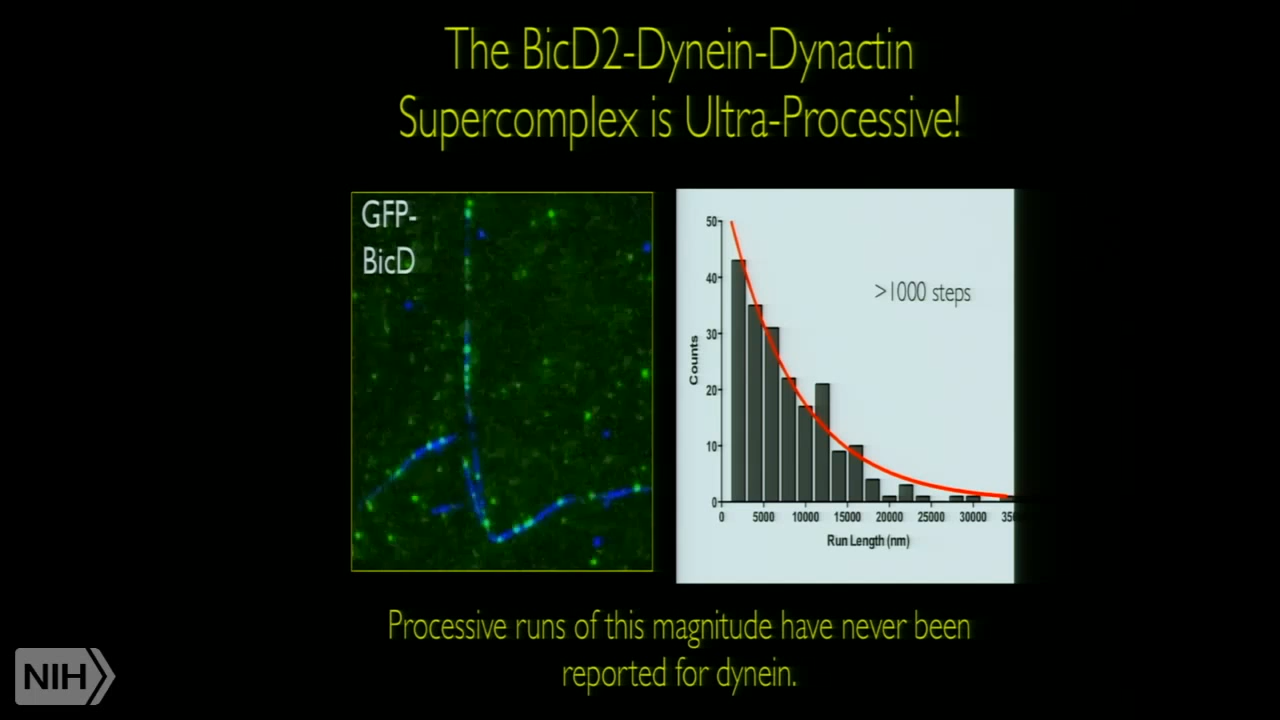 The BicD2-Dynein-Dynactin
Supercomplex is Ultra-Processive!
GFP-
BicD
50
40
30
20
10
0
Counts
>1000 steps
0 5000 10000 15000 20000 25000 30000
Run Length (nm)
Processive runs of this magnitude have never been
reported for dynein.
NIH